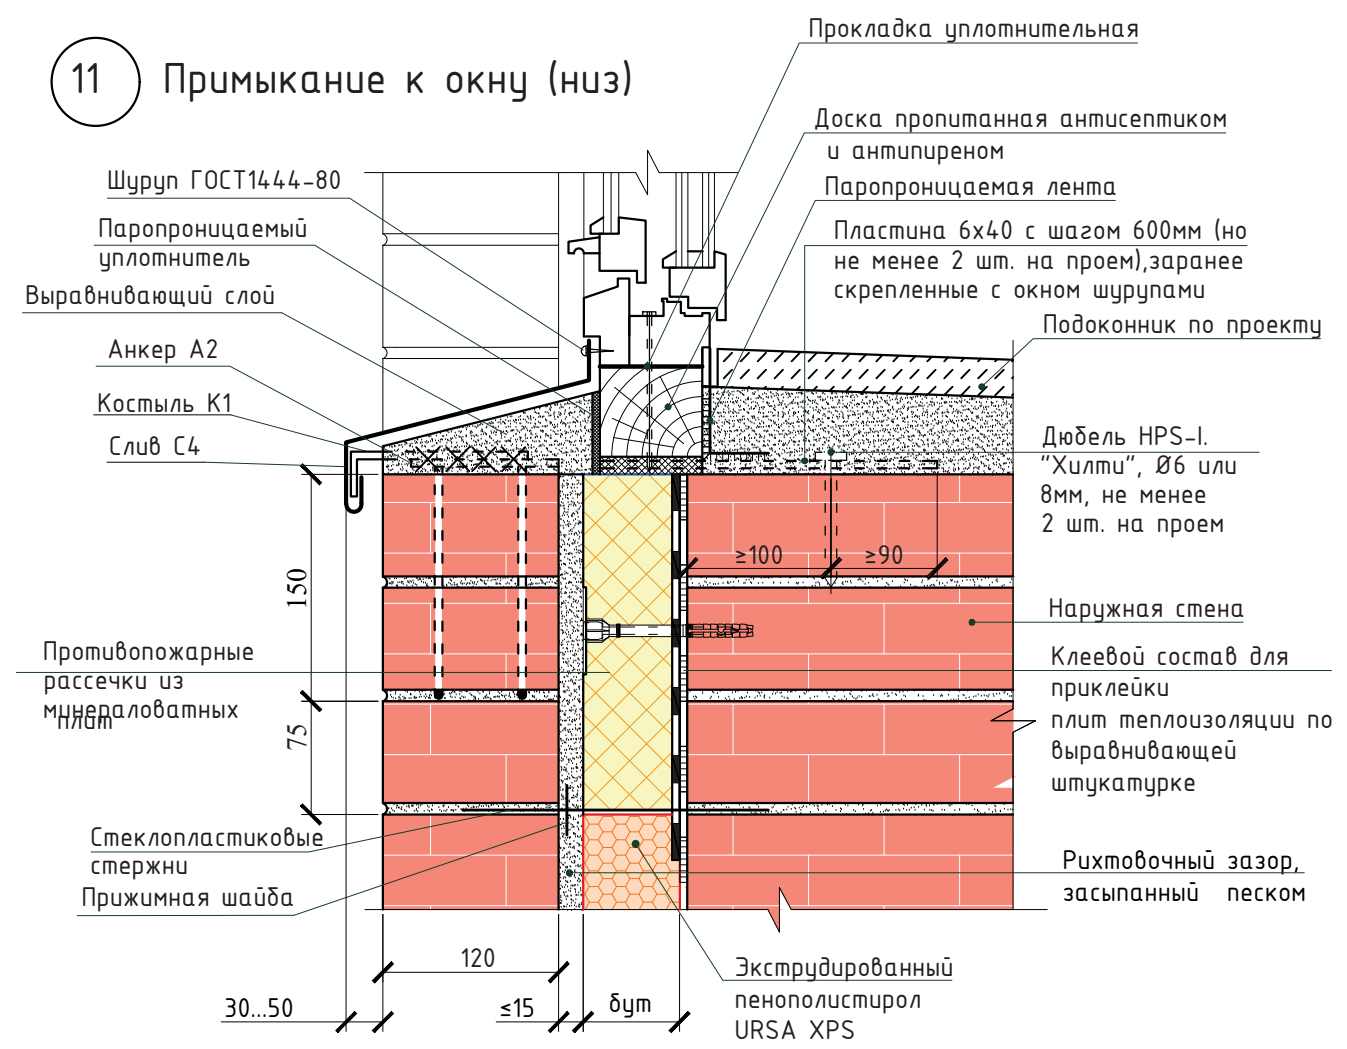 11 Примыкание к окну (низ)
Прокладка уплотнительная
Доска пропитанная антисептиком
и антипиреном
Паропроницаемая лента
Пластина 6х40 с шагом 600мм (но
не менее 2 шт. на проем),заранее
скрепленные с окном шурупами
Подоконник по проекту
Шуруп ГОСТ1444-80
Паропроницаемый
уплотнитель
Выравнивающий слой
Анкер А2
Костыль К1
Слив С4
Дюбель HPS-I.
"Хилти", Ø6 или
8мм, не менее
2 шт. на проем
≥100
≥90
150
75
Наружная стена
Противопожарные
рассечки из
минераловатных
плит
Клеевой состав для
приклейки
плит теплоизоляции по
выравнивающей
штукатурке
Стеклопластиковые
стержни
Прижимная шайба
Рихтовочный зазор,
засыпанный песком
Экструдированный
пенополистирол
URSA XPS
120
30...50
≤15
бут